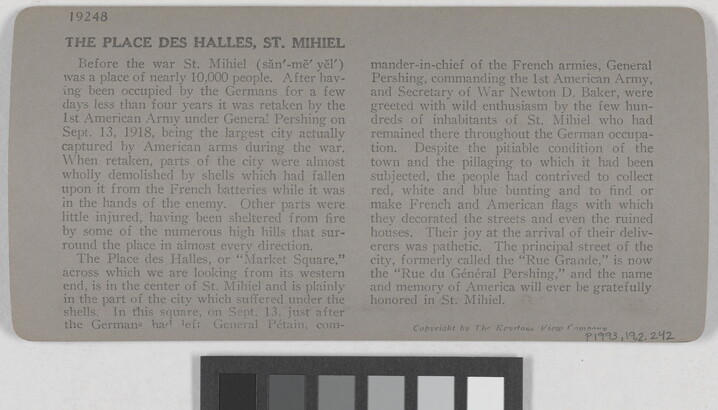 19248
THE PLACE DES HALLES, ST. MIHIEL
Before the war St. Mihiel (săn′-mē′ yĕl′)
was a place of nearly 10,000 people. After hav-
ing been occupied by the Germans for a few
days less than four years it was retaken by the
1st American Army under General Pershing on
Sept. 13, 1918, being the largest city actually
captured by American arms during the war.
When retaken, parts of the city were almost
wholly demolished by shells which had fallen
upon it from the French batteries while it was
in the hands of the enemy. Other parts were
little injured, having been sheltered from fire
by some of the numerous high hills that sur-
round the place in almost every direction.
The Place des Halles, or "Market Square,"
across which we are looking from its western
end, is in the center of St. Mihiel and is plainly
in the part of the city which suffered under the
shells. In this square, on Sept. 13, just after
the Germans had left General Pétain, com-
mander-in-chief of the French armies, General
Pershing, commanding the 1st American Army,
and Secretary of War Newton D. Baker, were
greeted with wild enthusiasm by the few hun-
dreds of inhabitants of St. Mihiel who had
remained there throughout the German occupa-
tion. Despite the pitiable condition of the
town and the pillaging to which it had been
subjected, the people had contrived to collect
red, white and blue bunting and to find or
make French and American flags with which
they decorated the streets and even the ruined
houses. Their joy at the arrival of their deliv-
erers was pathetic. The principal street of the
city, formerly called the "Rue Grande," is now
the "Rue du Général Pershing," and the name
and memory of America will ever be gratefully
honored in St. Mihiel.
Copyright by The Keystone View Company
P1993.192.242